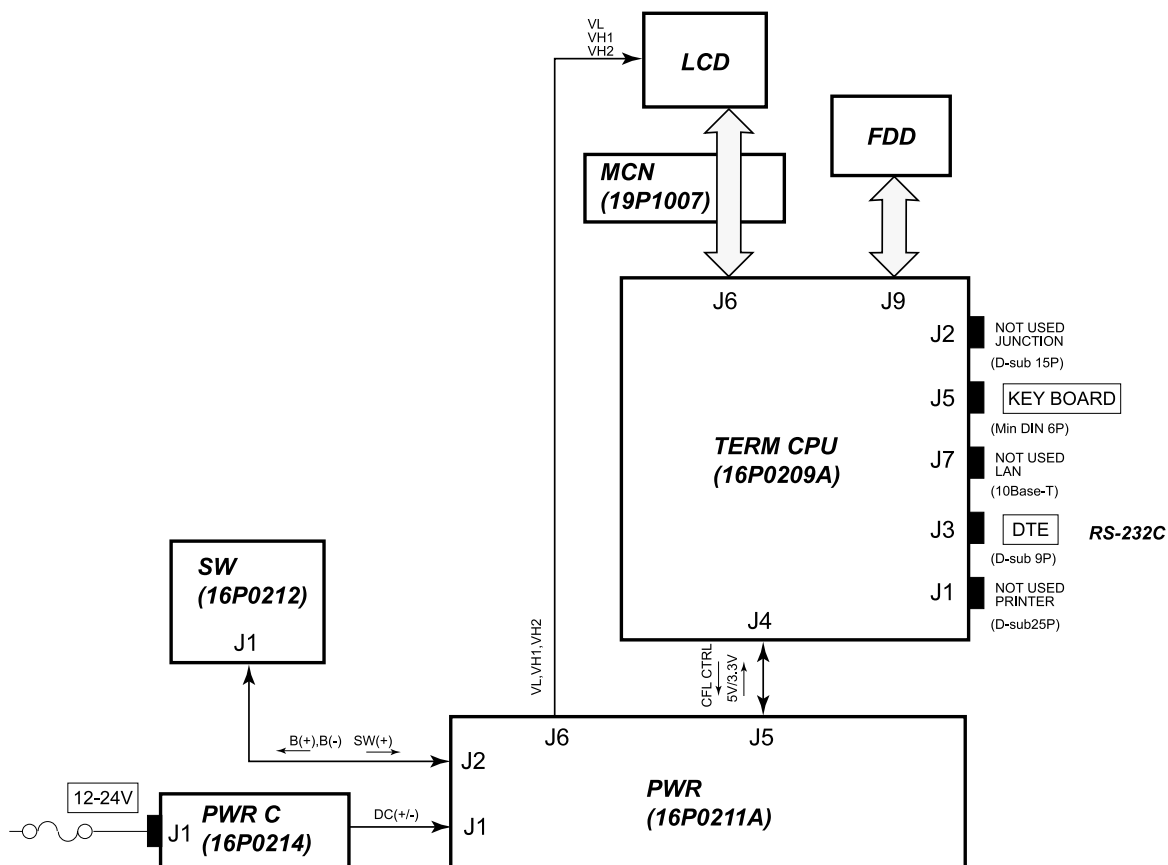 VL
VH1
VH2
LCD
FDD
MCN
(19P1007)
J6
J9
J2
NOT USED
JUNCTION
(D-sub 15P)
J5
KEY BOARD
(Min DIN 6P)
TERM CPU
(16P0209A)
J7
NOT USED
LAN
(10Base-T)
J3
DTE
RS-232C
(D-sub 9P)
J1
NOT USED
PRINTER
(D-sub25P)
J4
SW
(16P0212)
J1
VL,VH1,VH2
CFL CTRL
5V/3.3V
B(+),B(-)
SW(+)
J6
J5
J2
PWR
(16P0211A)
12-24V
J1
PWR C
(16P0214)
DC(+/-)
J1